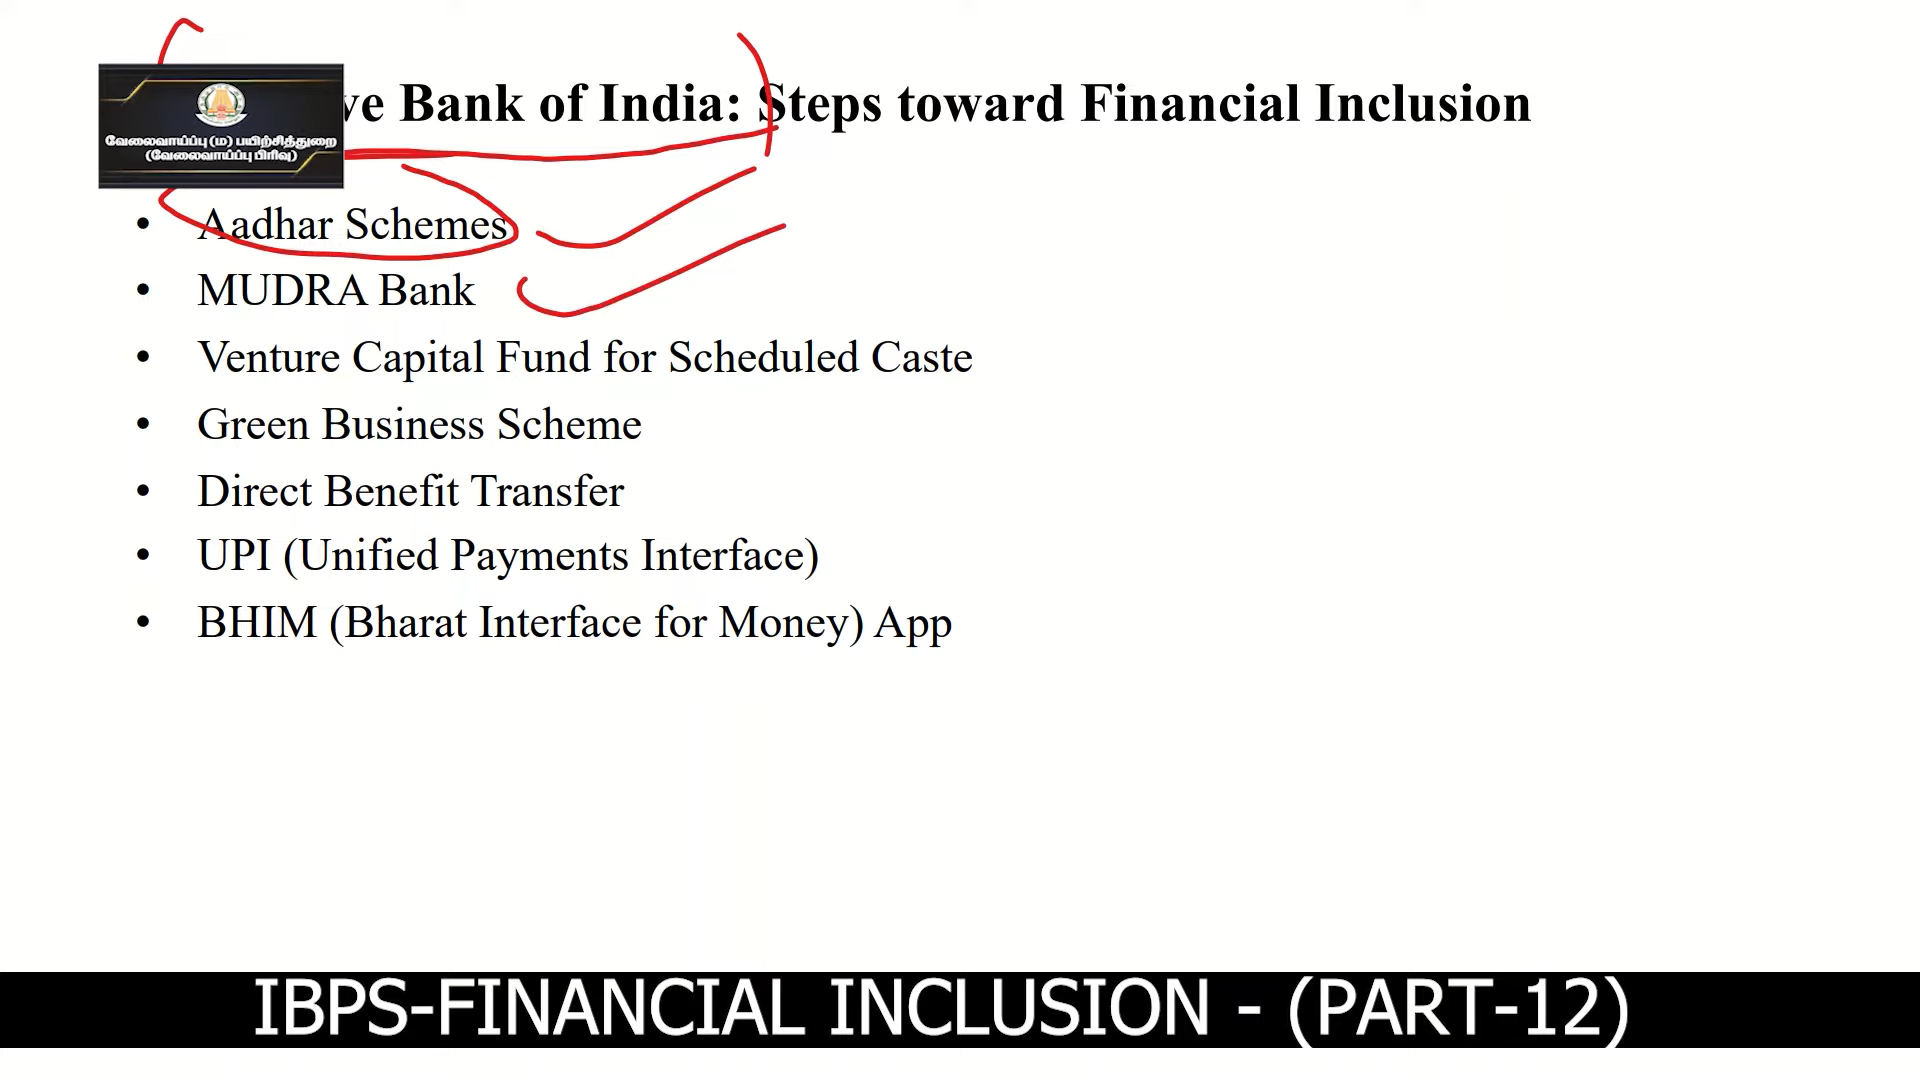 வேலைவாய்ப்பு (ம) பயிற்சித்துறை
(வேலைவாய்ப்பு பிரிவு)
ve Bank of India: Steps toward Financial Inclusion
• Aadhar Schemes
• MUDRA Bank
• Venture Capital Fund for Scheduled Caste
• Green Business Scheme
• Direct Benefit Transfer
• UPI (Unified Payments Interface)
• BHIM (Bharat Interface for Money) App
IBPS-FINANCIAL INCLUSION - (PART-12)